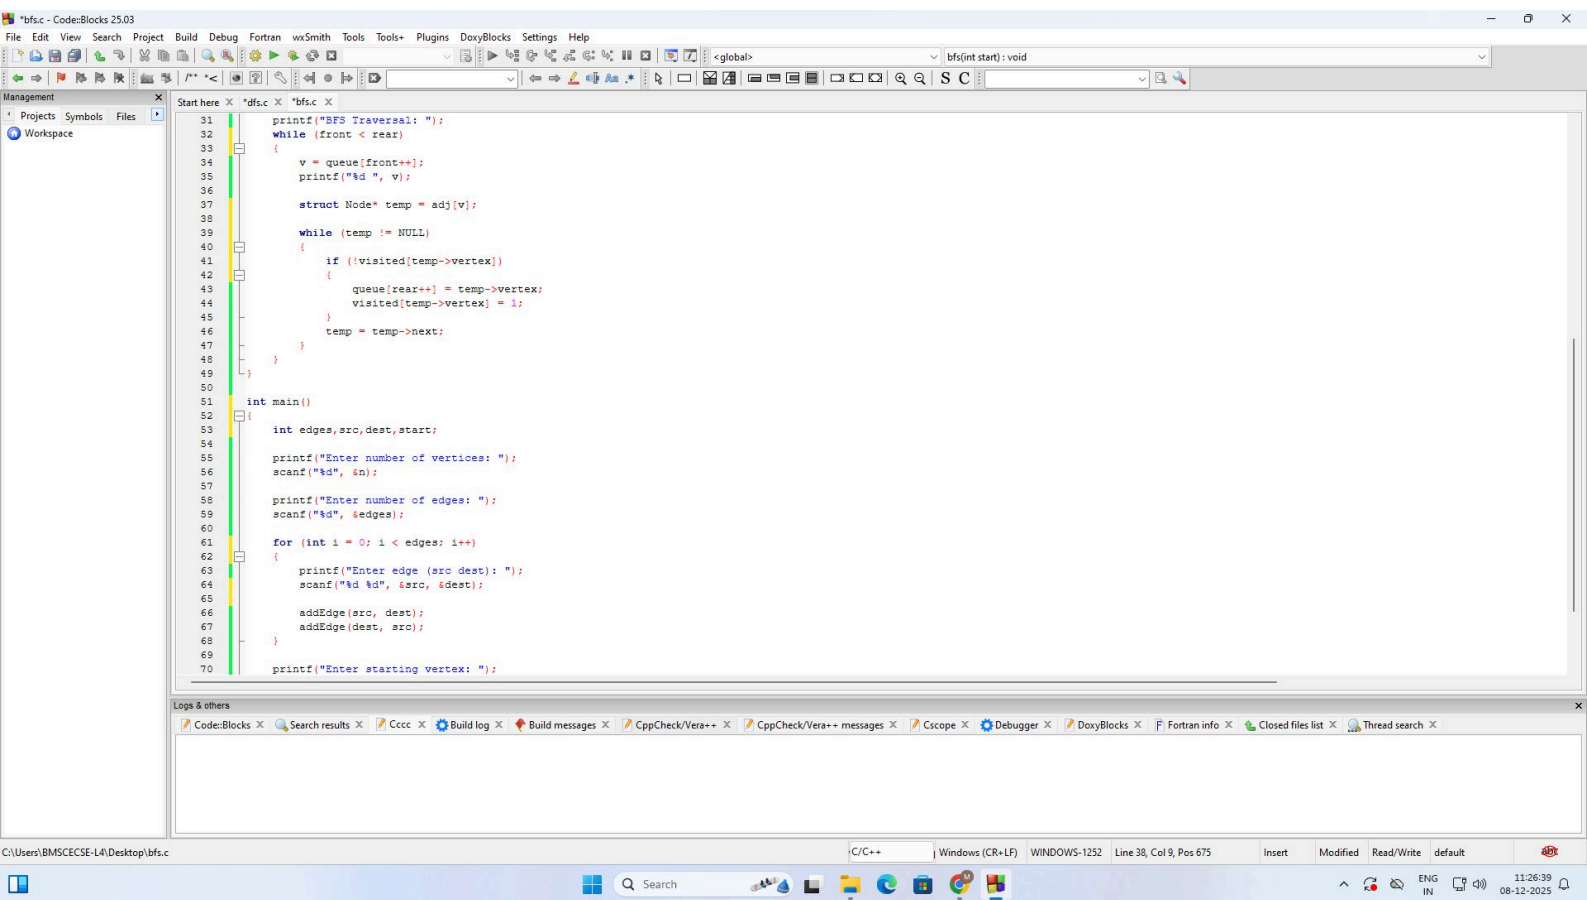 *bfs.c - Code::Blocks 25.03
File Edit View Search Project Build Debug Fortran wxSmith Tools Tools+ Plugins DoxyBlocks Settings Help
<global> bfs(int start) : void
/** *< Aa .* S C
Management
Start here *dfs.c *bfs.c
Projects Symbols Files
Workspace
31 printf("BFS Traversal: ");
32 while (front < rear)
33 {
34 v = queue[front++];
35 printf("%d ", v);
36
37 struct Node* temp = adj[v];
38
39 while (temp != NULL)
40 {
41 if (!visited[temp->vertex])
42 {
43 queue[rear++] = temp->vertex;
44 visited[temp->vertex] = 1;
45 }
46 temp = temp->next;
47 }
48 }
49 }
50
51 int main()
52 {
53 int edges,src,dest,start;
54
55 printf("Enter number of vertices: ");
56 scanf("%d", &n);
57
58 printf("Enter number of edges: ");
59 scanf("%d", &edges);
60
61 for (int i = 0; i < edges; i++)
62 {
63 printf("Enter edge (src dest): ");
64 scanf("%d %d", &src, &dest);
65
66 addEdge(src, dest);
67 addEdge(dest, src);
68 }
69
70 printf("Enter starting vertex: ");
Logs & others
Code::Blocks Search results Cccc Build log Build messages CppCheck/Vera++ CppCheck/Vera++ messages Cscope Debugger DoxyBlocks Fortran info Closed files list Thread search
C:\Users\BMSCECSE-L4\Desktop\bfs.c C/C++ Windows (CR+LF) WINDOWS-1252 Line 38, Col 9, Pos 675 Insert Modified Read/Write default abc
Search
ENG
IN
11:26:39
08-12-2025